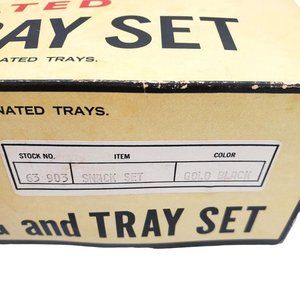 ATED
RAY SET
NATED TRAYS.
NATED TRAYS.
STOCK NO. ITEM COLOR
63 903 SNACK SET GOLD BLACK
and TRAY SET